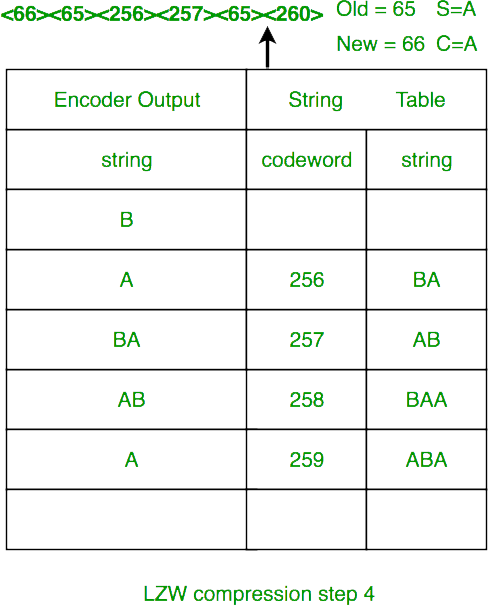 <66><65><256><257><65><260> Old = 65 S=A
New = 66 C=A
Encoder Output String Table
string codeword string
B
A 256 BA
BA 257 AB
AB 258 BAA
A 259 ABA
LZW compression step 4